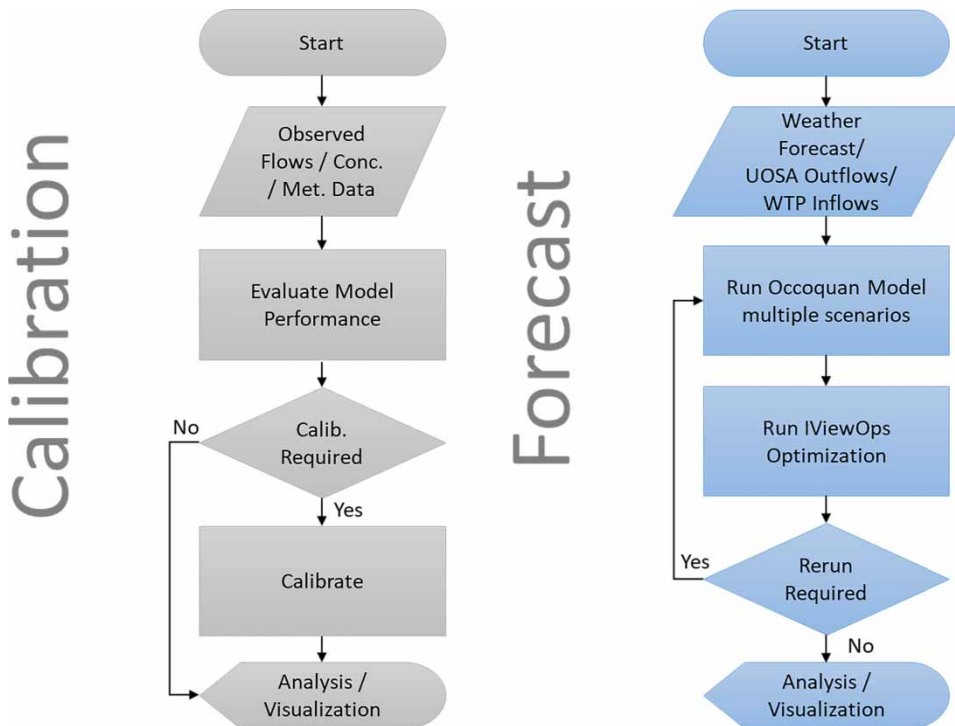 Calibration
Start
Observed
Flows / Conc.
/ Met. Data
Evaluate Model
Performance
No
Calib.
Required
Yes
Calibrate
Analysis /
Visualization
Forecast
Start
Weather
Forecast/
UOSA Outflows/
WTP Inflows
Run Occoquan Model
multiple scenarios
Run IViewOps
Optimization
Yes
Rerun
Required
No
Analysis /
Visualization